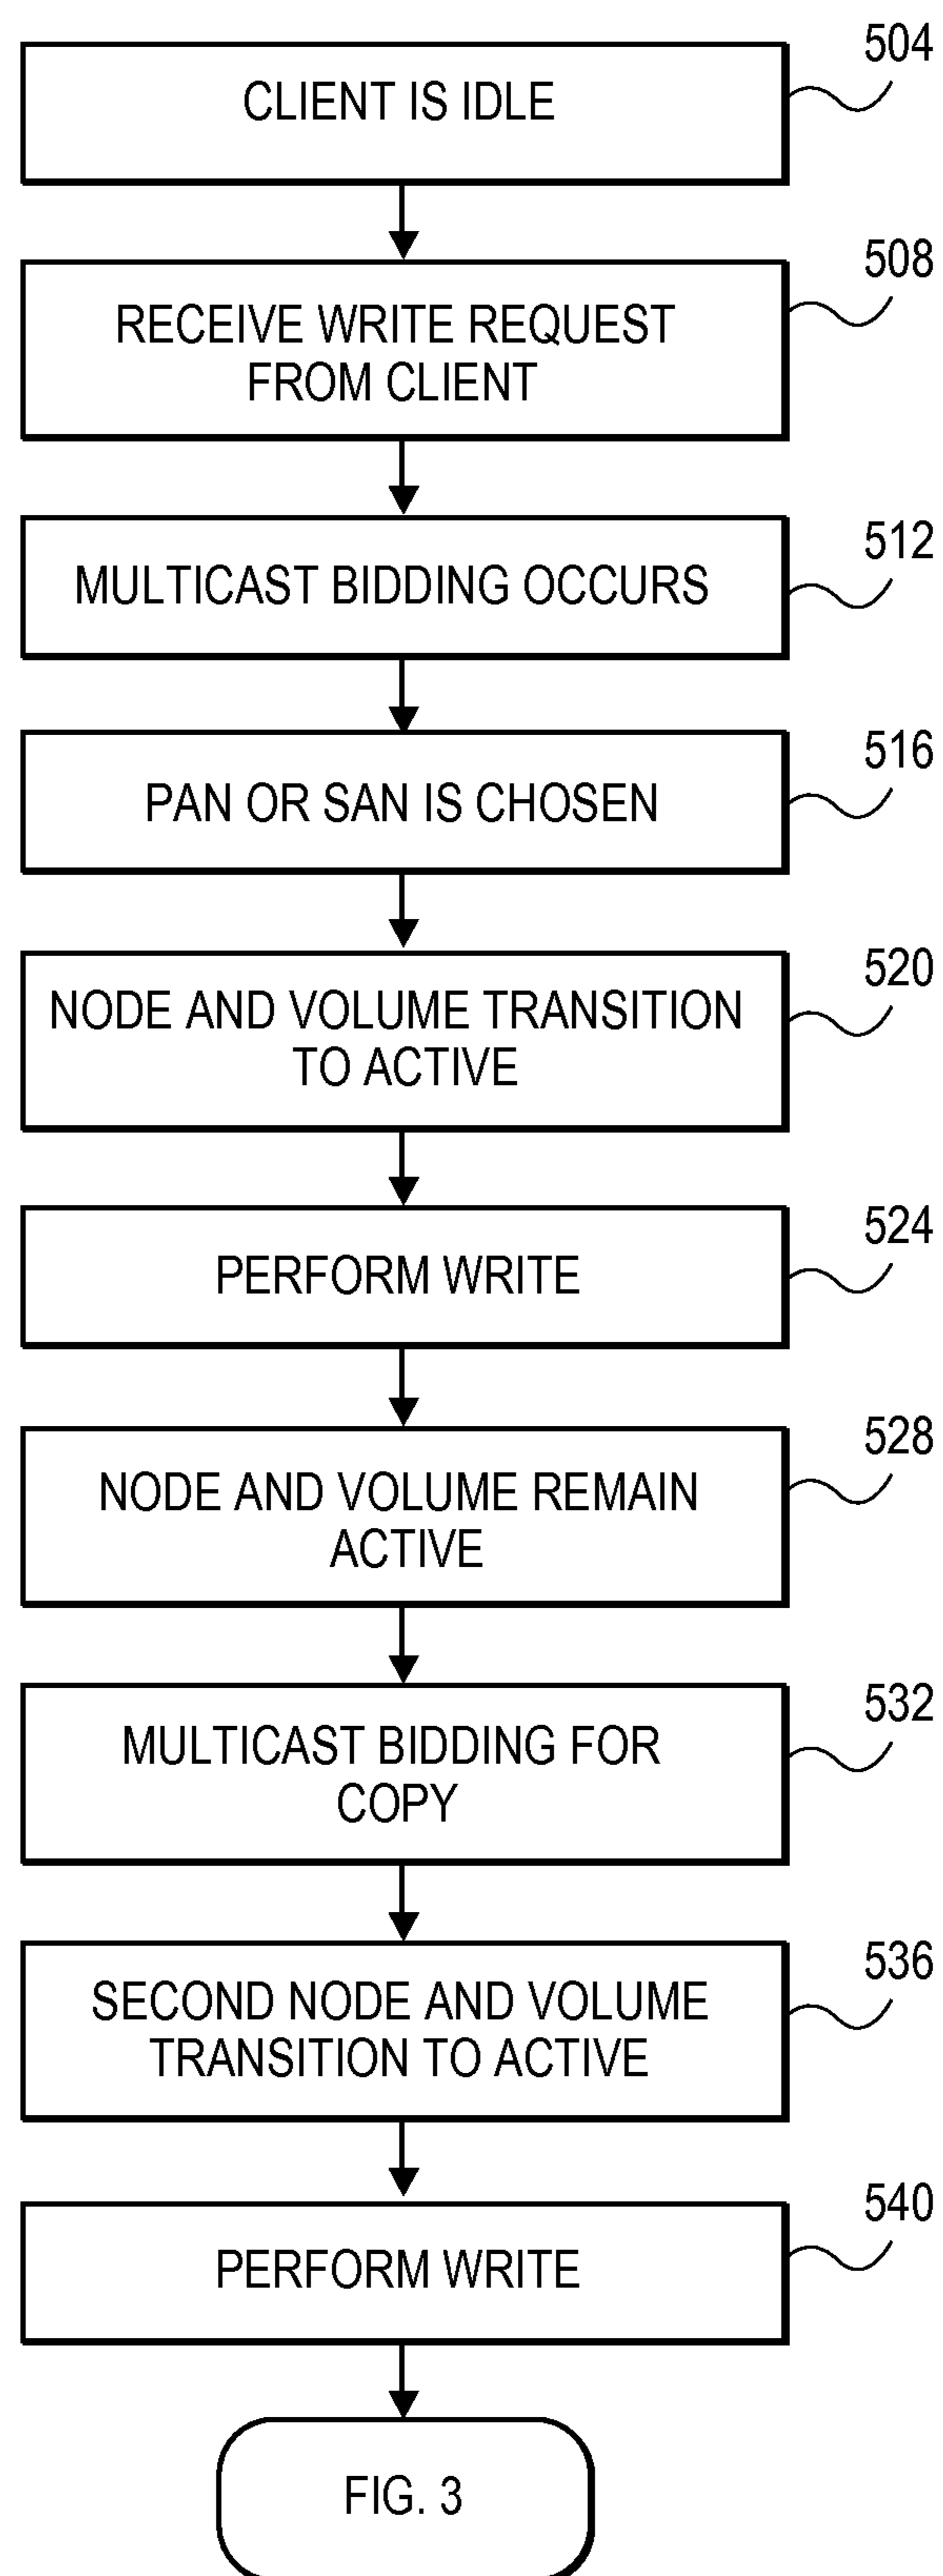 504
CLIENT IS IDLE
508
RECEIVE WRITE REQUEST
FROM CLIENT
512
MULTICAST BIDDING OCCURS
516
PAN OR SAN IS CHOSEN
520
NODE AND VOLUME TRANSITION
TO ACTIVE
524
PERFORM WRITE
528
NODE AND VOLUME REMAIN
ACTIVE
532
MULTICAST BIDDING FOR
COPY
536
SECOND NODE AND VOLUME
TRANSITION TO ACTIVE
540
PERFORM WRITE
FIG. 3